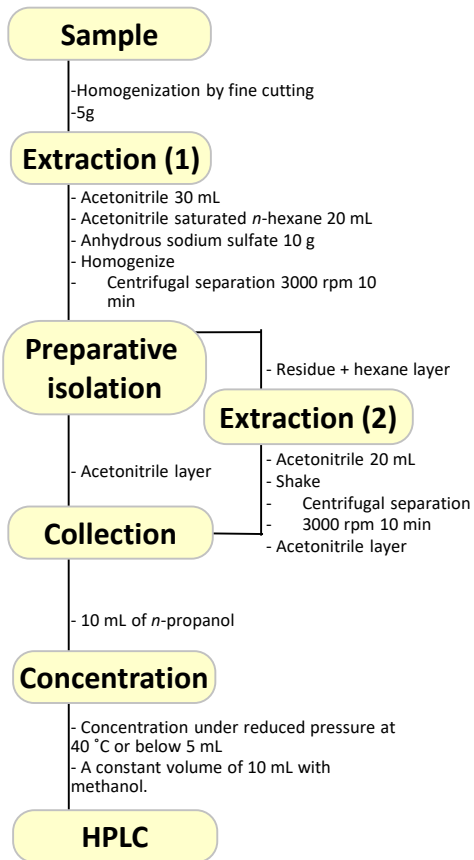 Sample
-Homogenization by fine cutting
-5g
Extraction (1)
- Acetonitrile 30 mL
- Acetonitrile saturated n-hexane 20 mL
- Anhydrous sodium sulfate 10 g
- Homogenize
- Centrifugal separation 3000 rpm 10
min
Preparative
isolation
- Residue + hexane layer
Extraction (2)
- Acetonitrile 20 mL
- Shake
- Centrifugal separation
- 3000 rpm 10 min
- Acetonitrile layer
- Acetonitrile layer
Collection
- 10 mL of n-propanol
Concentration
- Concentration under reduced pressure at
40 ˚C or below 5 mL
- A constant volume of 10 mL with
methanol.
HPLC